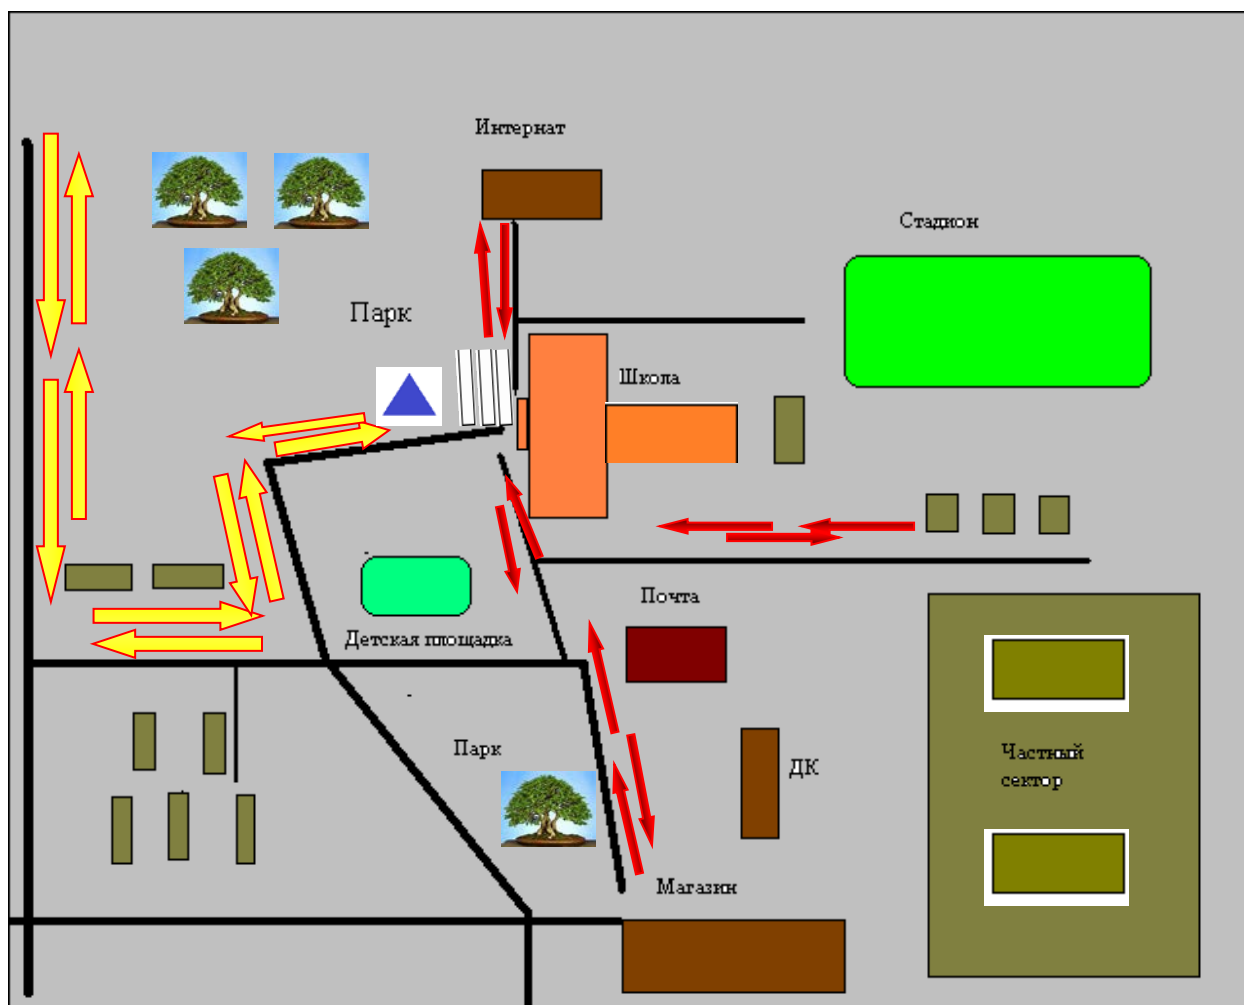 Интернат
Стадион
Парк
Школа
Почта
Детская площадка
Парк
ДК
Частный
сектор
Магазин